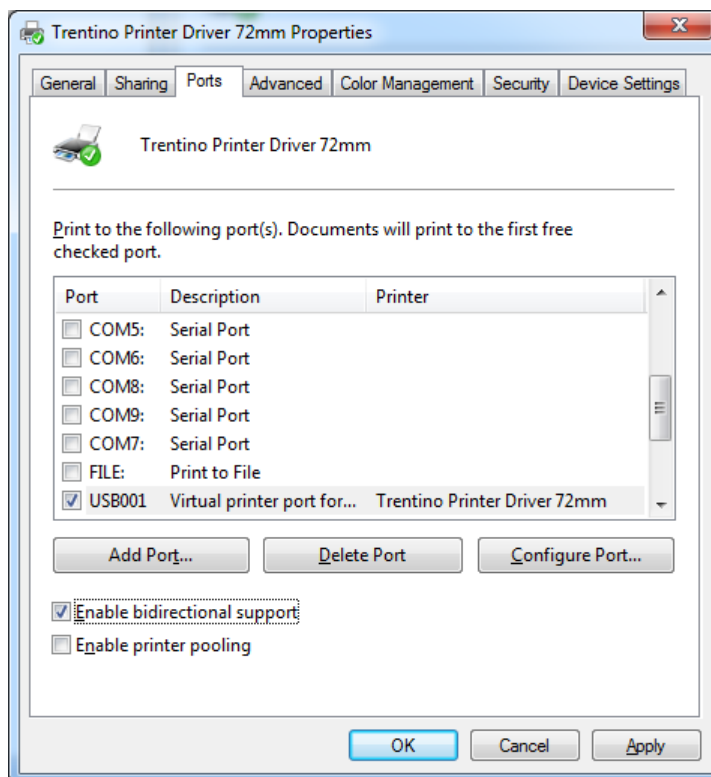 Trentino Printer Driver 72mm Properties
General Sharing Ports Advanced Color Management Security Device Settings
Trentino Printer Driver 72mm
Print to the following port(s). Documents will print to the first free
checked port.
Port Description Printer
COM5: Serial Port
COM6: Serial Port
COM8: Serial Port
COM9: Serial Port
COM7: Serial Port
FILE: Print to File
USB001 Virtual printer port for... Trentino Printer Driver 72mm
Add Port... Delete Port Configure Port...
Enable bidirectional support
Enable printer pooling
OK Cancel Apply